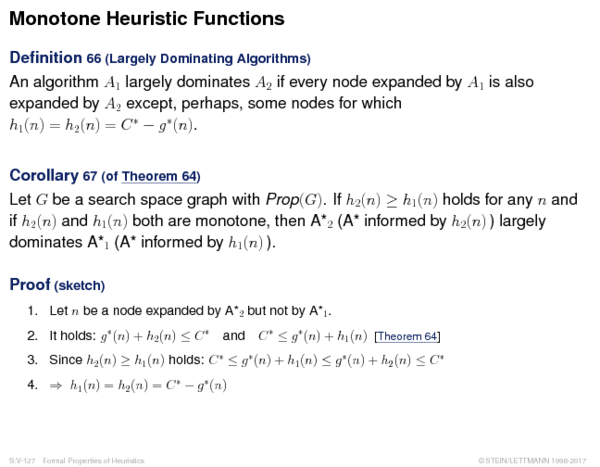 Monotone Heuristic Functions
Definition 66 (Largely Dominating Algorithms)
An algorithm A₁ largely dominates A₂ if every node expanded by A₁ is also
expanded by A₂ except, perhaps, some nodes for which
h₁(n) = h₂(n) = C* − g*(n).
Corollary 67 (of Theorem 64)
Let G be a search space graph with Prop(G). If h₂(n) ≥ h₁(n) holds for any n and
if h₂(n) and h₁(n) both are monotone, then A*₂ (A* informed by h₂(n) ) largely
dominates A*₁ (A* informed by h₁(n) ).
Proof (sketch)
1. Let n be a node expanded by A*₂ but not by A*₁.
2. It holds: g*(n) + h₂(n) ≤ C* and C* ≤ g*(n) + h₁(n) [Theorem 64]
3. Since h₂(n) ≥ h₁(n) holds: C* ≤ g*(n) + h₁(n) ≤ g*(n) + h₂(n) ≤ C*
4. ⇒ h₁(n) = h₂(n) = C* − g*(n)
S:V-127 Formal Properties of Heuristics © STEIN/LETTMANN 1998-2017